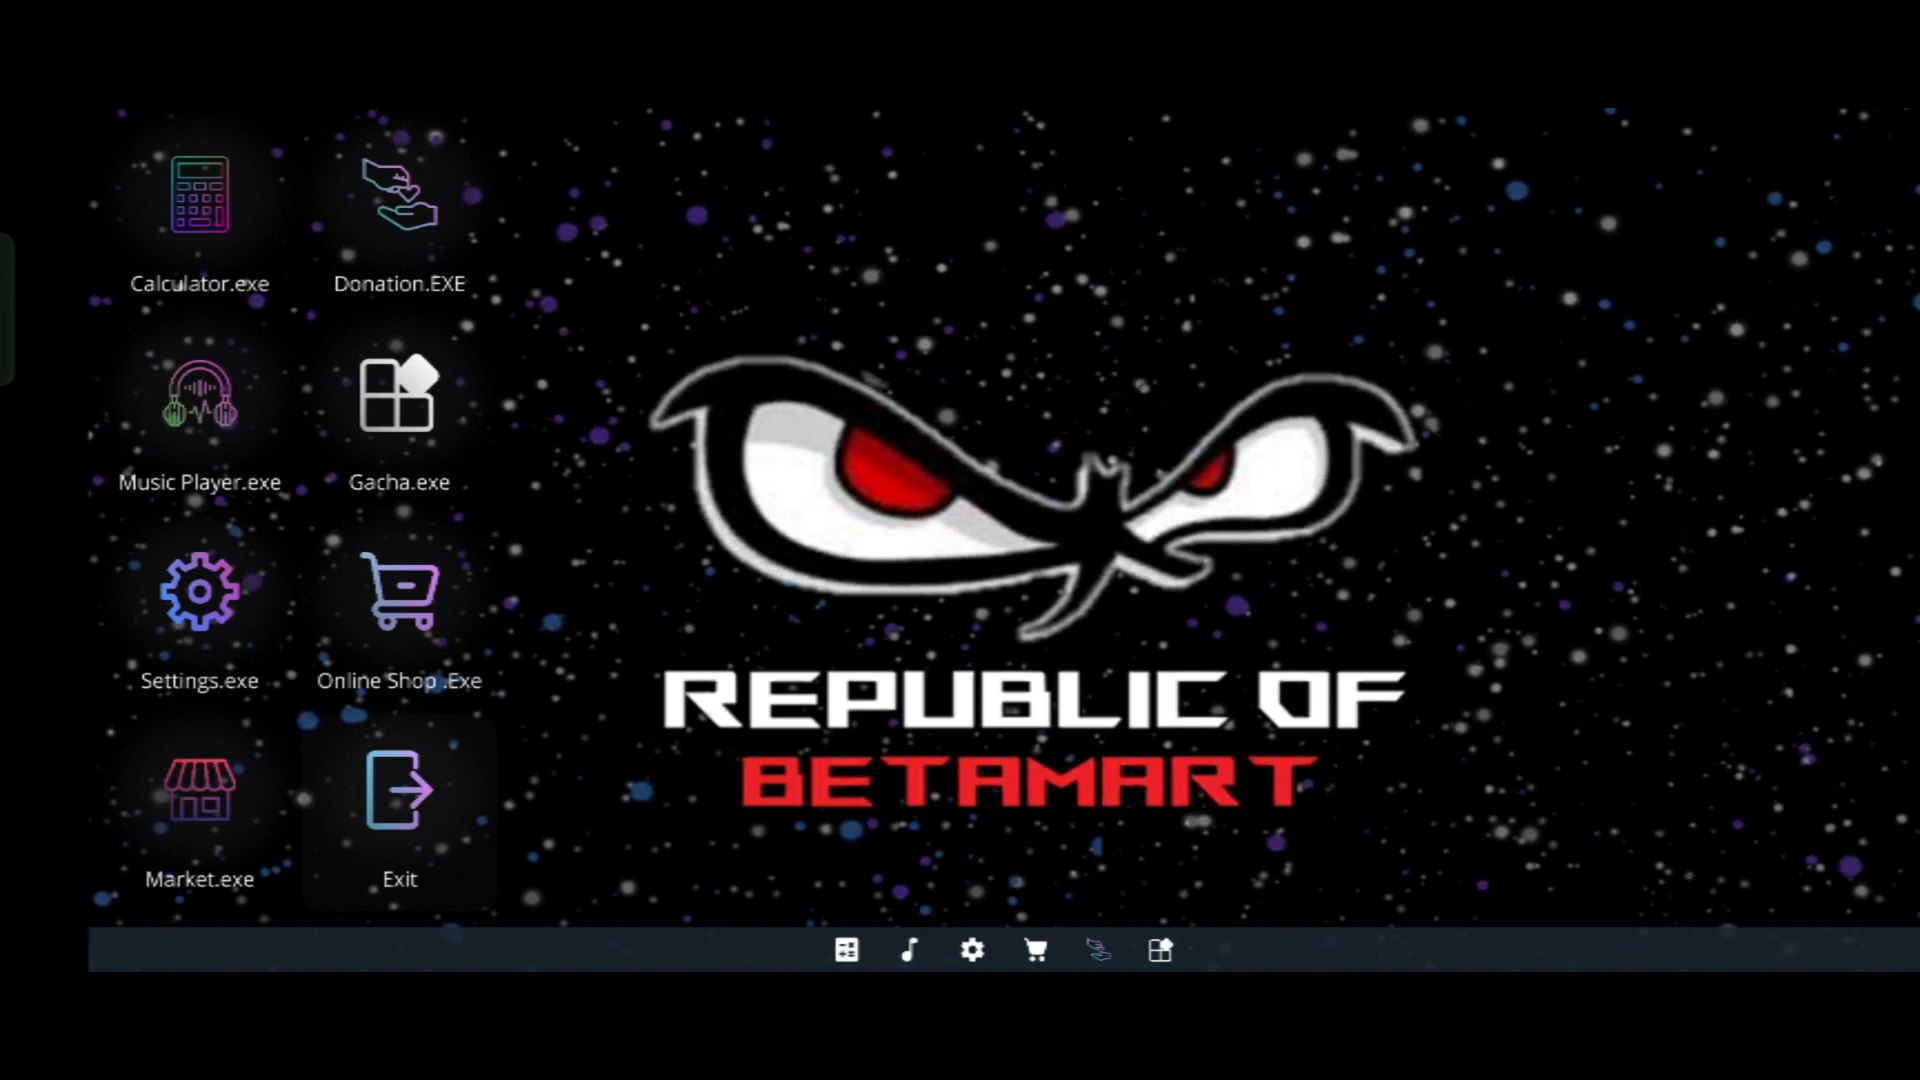 Calculator.exe
Donation.EXE
Music Player.exe
Gacha.exe
Settings.exe
Online Shop .Exe
Market.exe
Exit
REPUBLIC OF
BETAMART